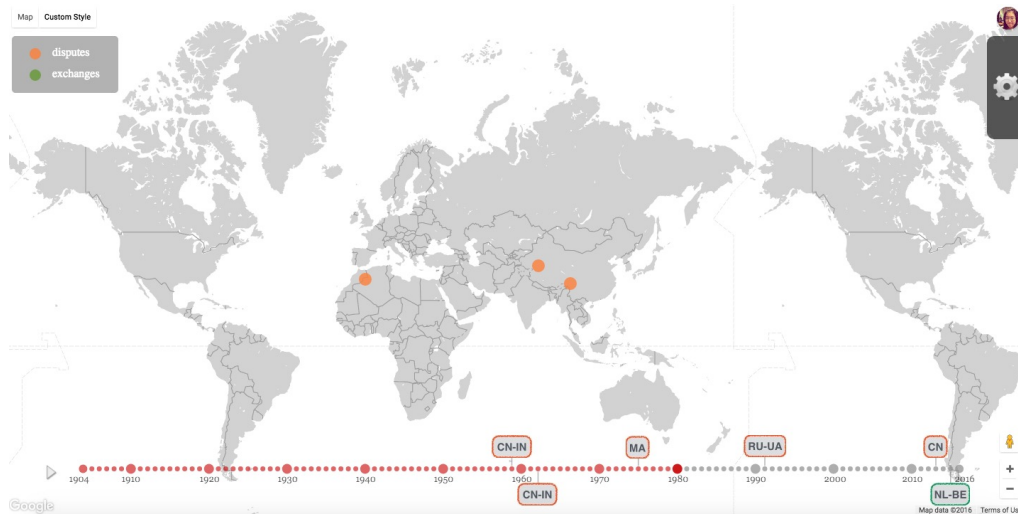 Map Custom Style
disputes
exchanges
CN-IN
MA
RU-UA
CN
1904 1910 1920 1930 1940 1950 1960 1970 1980 1990 2000 2010 2016
CN-IN
NL-BE
Google
Map data ©2016 Terms of Us